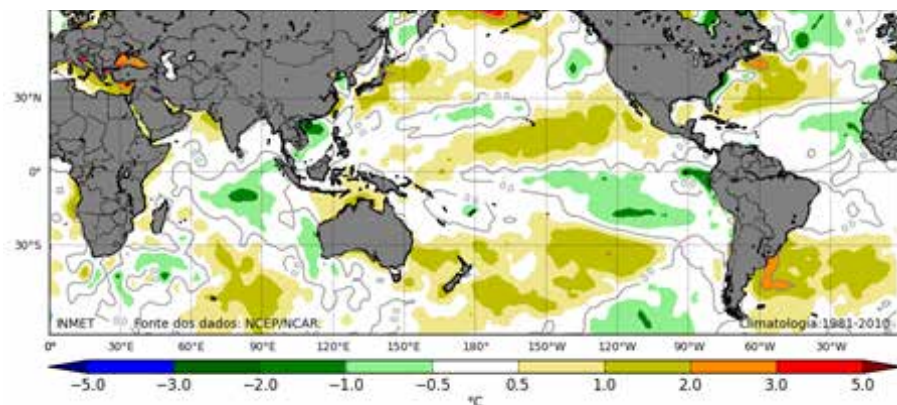 30°N
0°
30°S
INMET Fonte dos dados: NCEP/NCAR. Climatologia:1981-2010
0° 30°E 60°E 90°E 120°E 150°E 180° 150°W 120°W 90°W 60°W 30°W
−5.0 −3.0 −2.0 −1.0 −0.5 0.5 1.0 2.0 3.0 5.0
°C